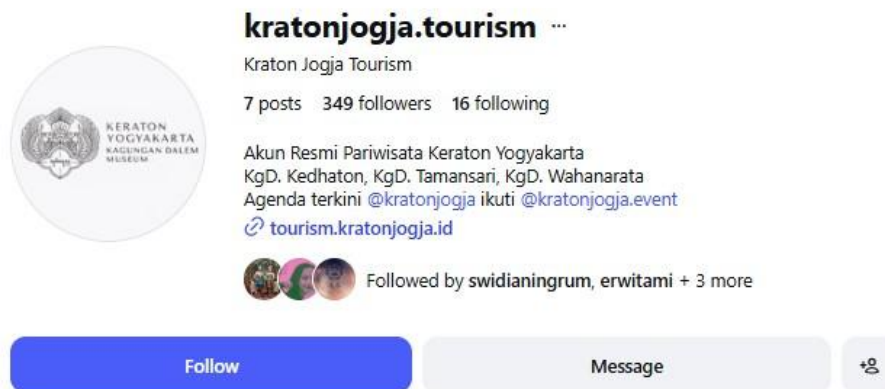 kratonjogja.tourism ...
Kraton Jogja Tourism
7 posts 349 followers 16 following
KERATON
YOGYAKARTA
KAGUNGAN DALEM
MUSEUM
Akun Resmi Pariwisata Keraton Yogyakarta
KgD. Kedhaton, KgD. Tamansari, KgD. Wahanarata
Agenda terkini @kratonjogja ikuti @kratonjogja.event
tourism.kratonjogja.id
Followed by swidianingrum, erwitami + 3 more
Follow
Message